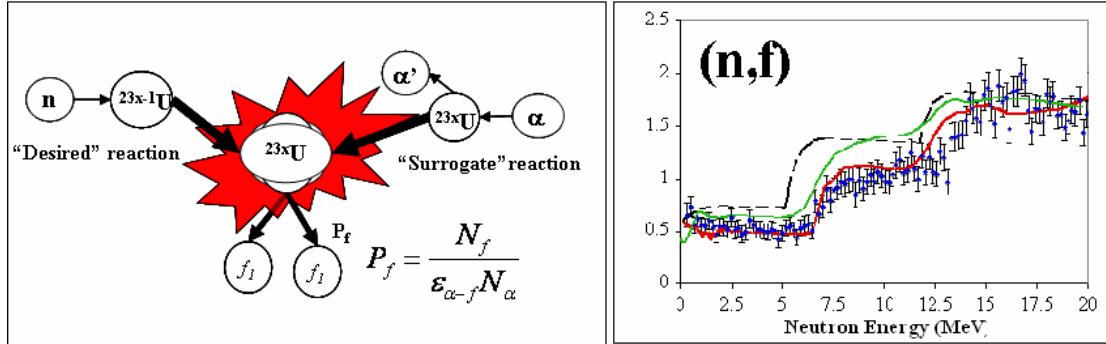 n
23x-1U
"Desired" reaction
23xU
α'
23xU
α
"Surrogate" reaction
Pf
f1
f1
Pf = Nf / εα-f Nα
(n,f)
2.5
2
1.5
1
0.5
0
0 2.5 5 7.5 10 12.5 15 17.5 20
Neutron Energy (MeV)